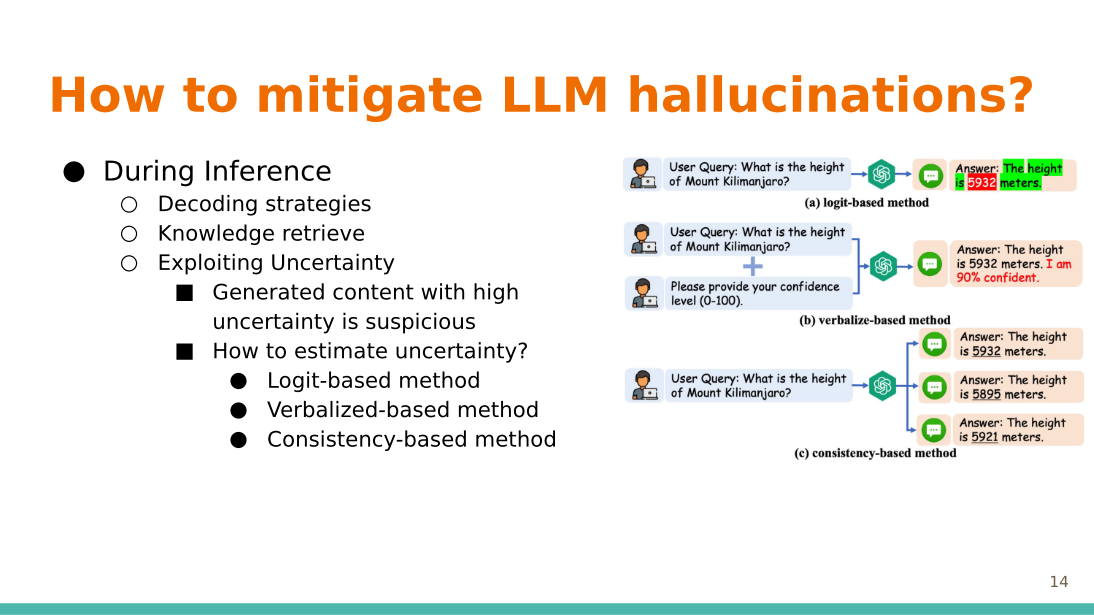 How to mitigate LLM hallucinations?
● During Inference
○ Decoding strategies
○ Knowledge retrieve
○ Exploiting Uncertainty
■ Generated content with high
uncertainty is suspicious
■ How to estimate uncertainty?
● Logit-based method
● Verbalized-based method
● Consistency-based method
User Query: What is the height
of Mount Kilimanjaro?
Answer: The height
is 5932 meters.
(a) logit-based method
User Query: What is the height
of Mount Kilimanjaro?
Please provide your confidence
level (0-100).
Answer: The height
is 5932 meters. I am
90% confident.
(b) verbalize-based method
User Query: What is the height
of Mount Kilimanjaro?
Answer: The height
is 5932 meters.
Answer: The height
is 5895 meters.
Answer: The height
is 5921 meters.
(c) consistency-based method
14